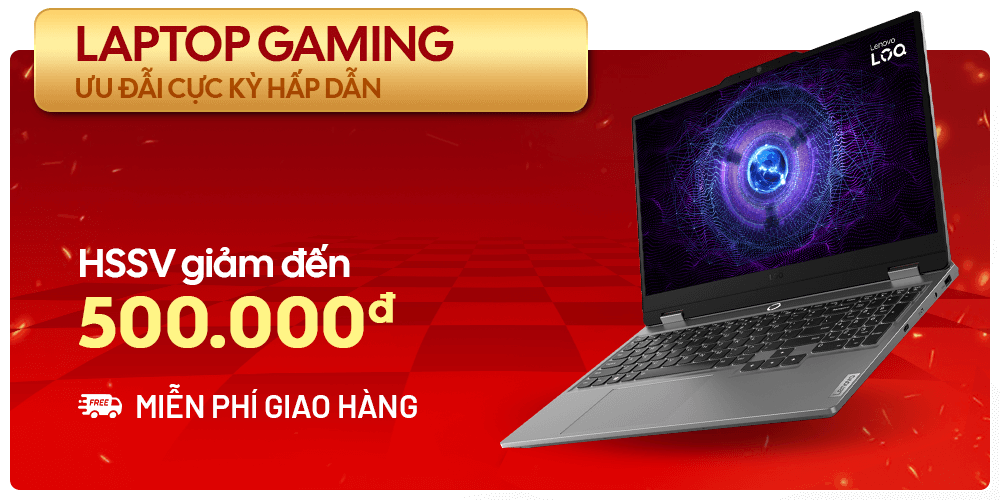 LAPTOP GAMING
ƯU ĐÃI CỰC KỲ HẤP DẪN
Lenovo
LOQ
HSSV giảm đến
500.000đ
FREE
MIỄN PHÍ GIAO HÀNG
Lenovo